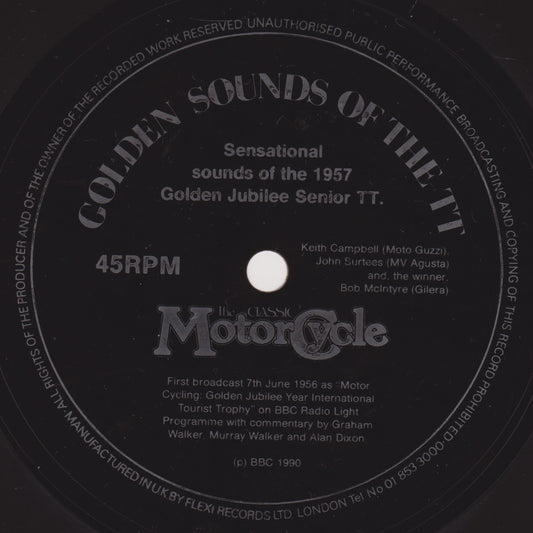 GOLDEN SOUNDS OF THE TT
Sensational
sounds of the 1957
Golden Jubilee Senior TT.
45RPM
Keith Campbell (Moto Guzzi),
John Surtees (MV Agusta)
and, the winner,
Bob McIntyre (Gilera)
the CLASSIC
MotorCycle
First broadcast 7th June 1956 as "Motor
Cycling: Golden Jubilee Year International
Tourist Trophy" on BBC Radio Light
Programme with commentary by Graham
Walker, Murray Walker and Alan Dixon.
(p) BBC 1990
ALL RIGHTS OF THE PRODUCER AND OF THE OWNER OF THE RECORDED WORK RESERVED UNAUTHORISED PUBLIC PERFORMANCE BROADCASTING AND COPYING OF THIS RECORD PROHIBITED
MANUFACTURED IN UK BY FLEXI RECORDS LTD. LONDON Tel No 01 853 3000